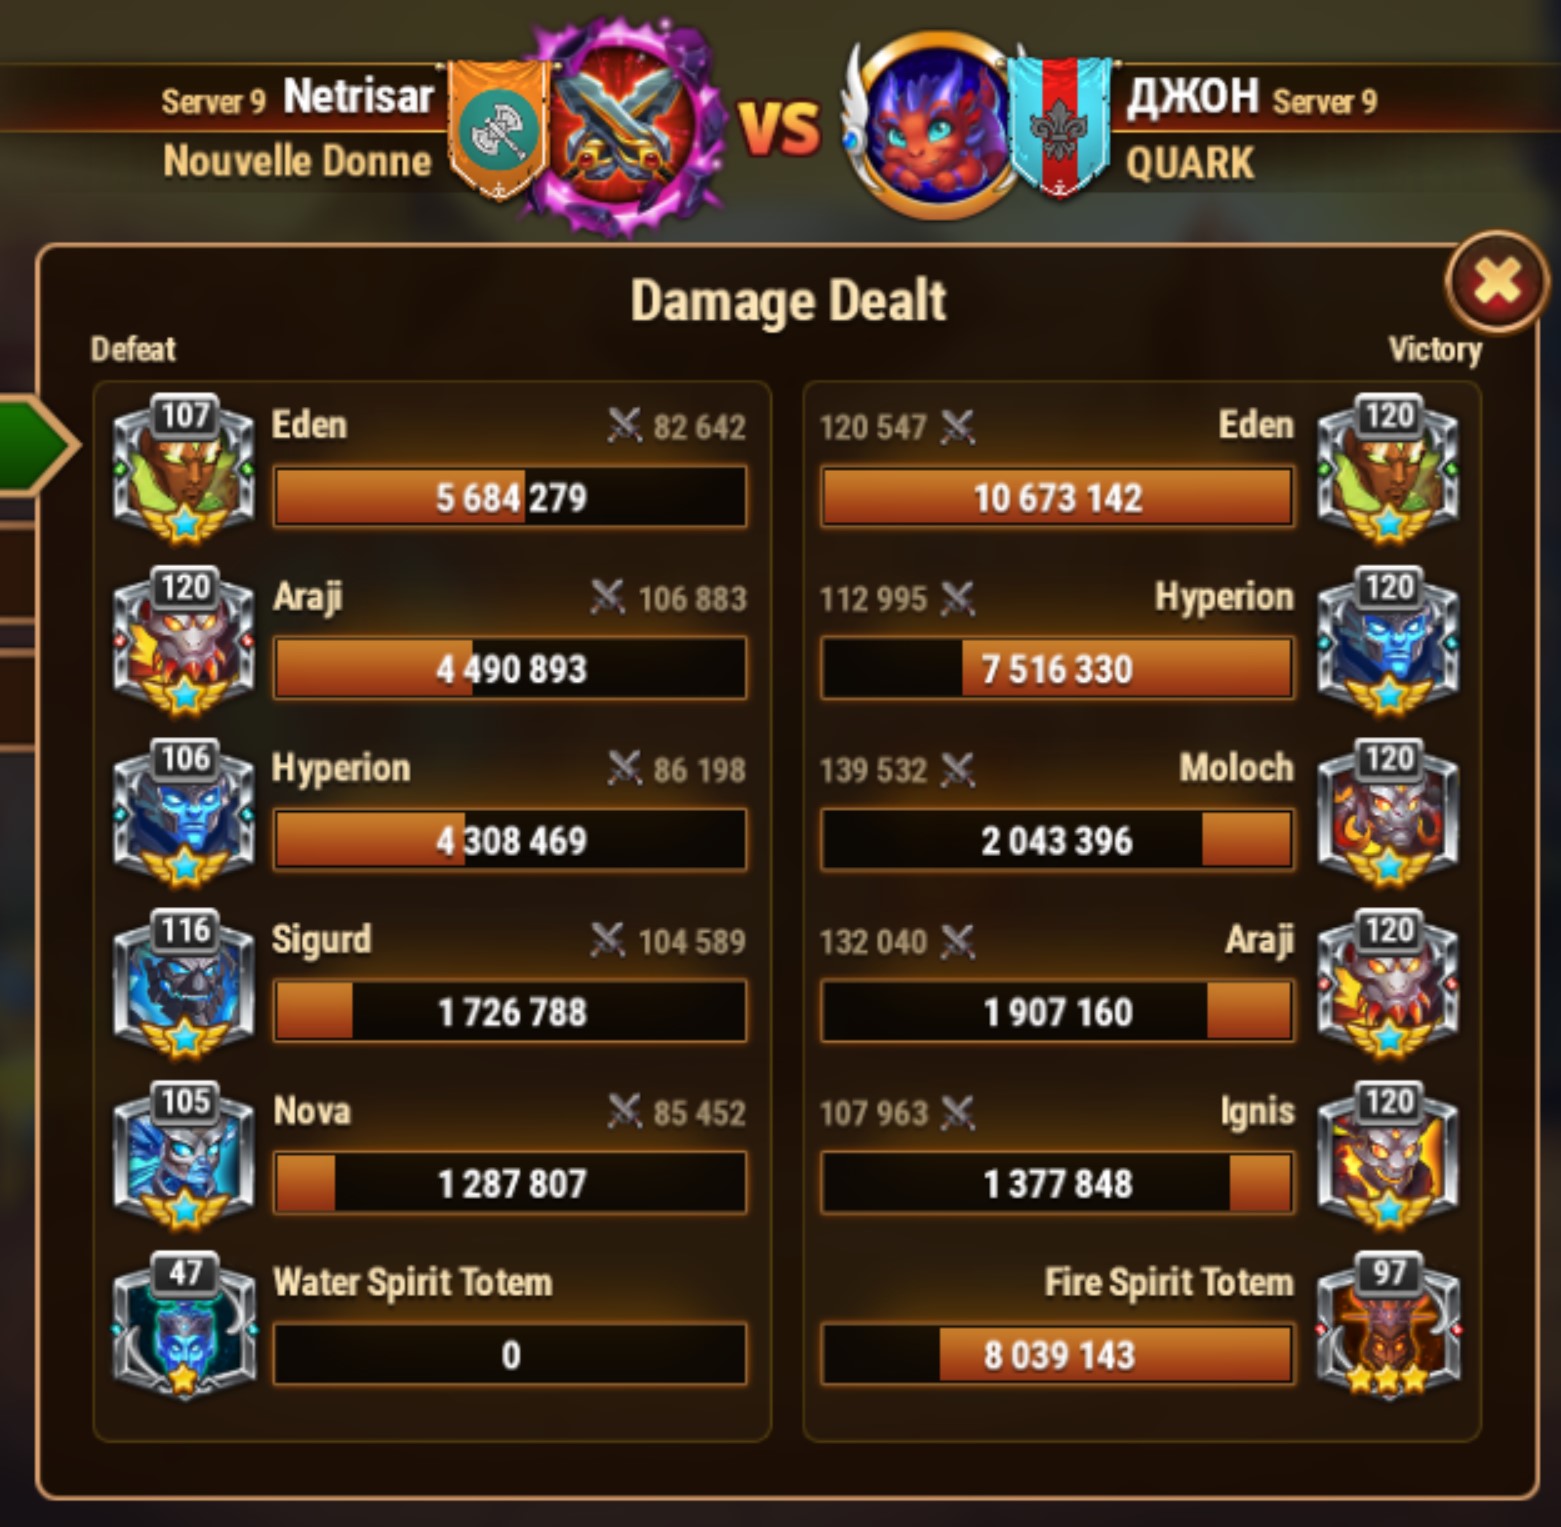 Server 9 Netrisar VS ДЖОН Server 9
Nouvelle Donne QUARK
Damage Dealt
Defeat Victory
107 Eden 82 642
5 684 279
120 547 Eden 120
10 673 142
120 Araji 106 883
4 490 893
112 995 Hyperion 120
7 516 330
106 Hyperion 86 198
4 308 469
139 532 Moloch 120
2 043 396
116 Sigurd 104 589
1 726 788
132 040 Araji 120
1 907 160
105 Nova 85 452
1 287 807
107 963 Ignis 120
1 377 848
47 Water Spirit Totem
0
Fire Spirit Totem 97
8 039 143